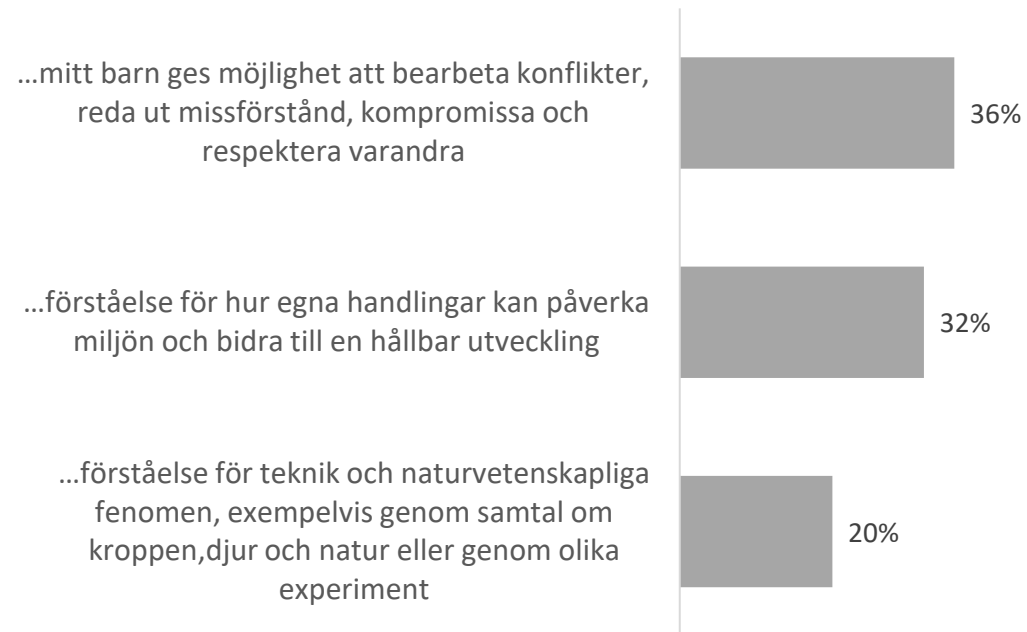 ...mitt barn ges möjlighet att bearbeta konflikter,
reda ut missförstånd, kompromissa och
respektera varandra
36%
...förståelse för hur egna handlingar kan påverka
miljön och bidra till en hållbar utveckling
32%
...förståelse för teknik och naturvetenskapliga
fenomen, exempelvis genom samtal om
kroppen,djur och natur eller genom olika
experiment
20%